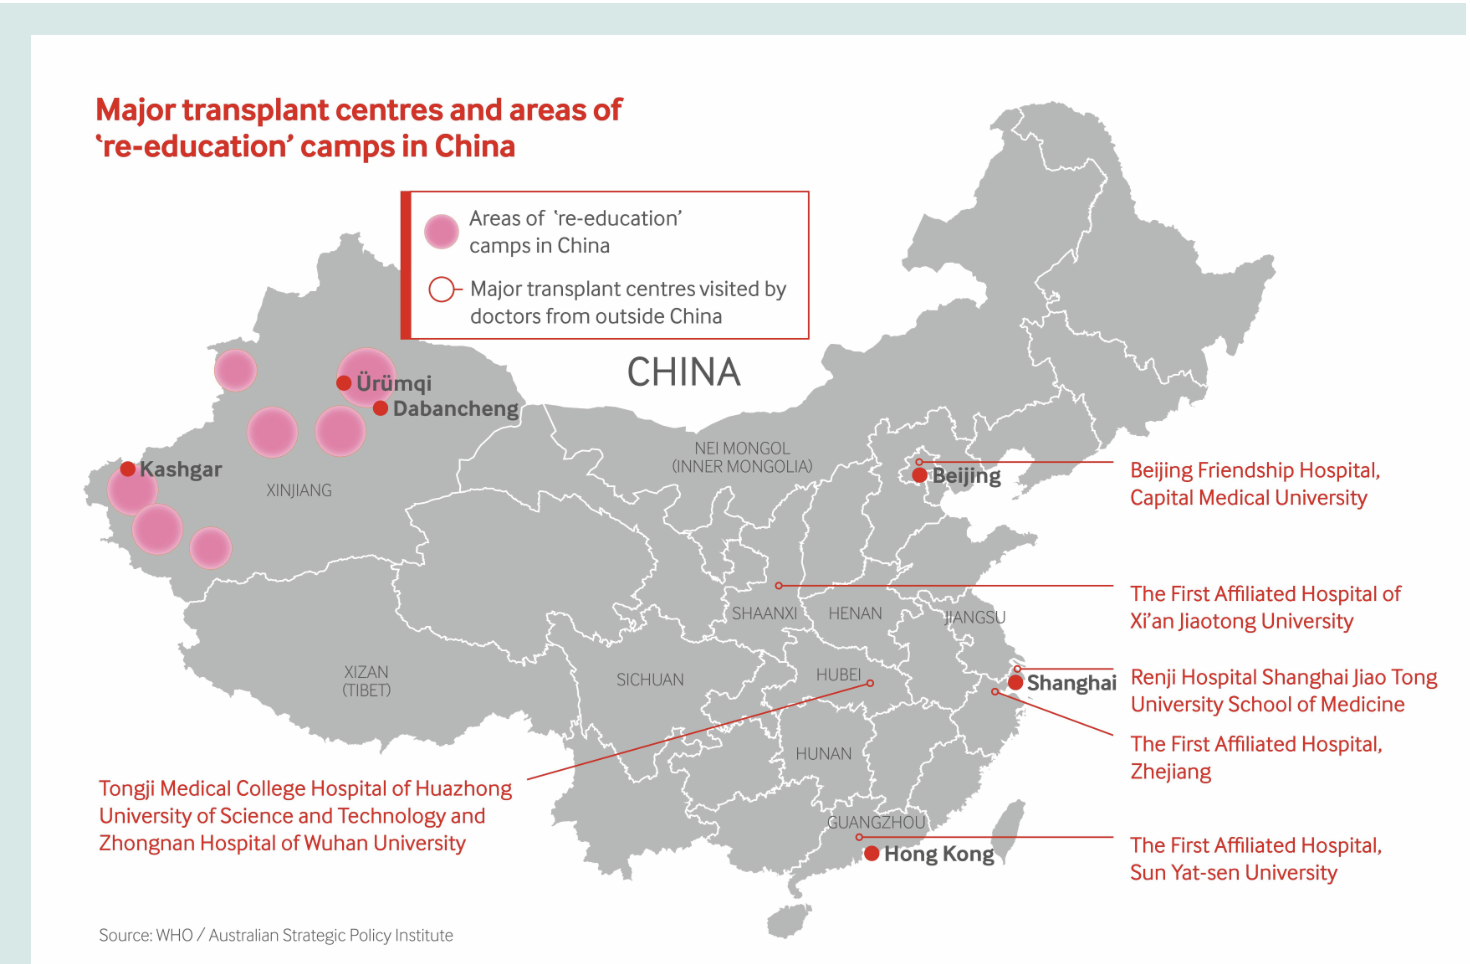 Major transplant centres and areas of
‘re-education’ camps in China
Areas of ‘re-education’
camps in China
Major transplant centres visited by
doctors from outside China
CHINA
Ürümqi
Dabancheng
Kashgar
XINJIANG
NEI MONGOL
(INNER MONGOLIA)
Beijing
Beijing Friendship Hospital,
Capital Medical University
The First Affiliated Hospital of
Xi’an Jiaotong University
SHAANXI
HENAN
JIANGSU
XIZAN
(TIBET)
SICHUAN
HUBEI
Shanghai
Renji Hospital Shanghai Jiao Tong
University School of Medicine
The First Affiliated Hospital,
Zhejiang
HUNAN
Tongji Medical College Hospital of Huazhong
University of Science and Technology and
Zhongnan Hospital of Wuhan University
GUANGZHOU
Hong Kong
The First Affiliated Hospital,
Sun Yat-sen University
Source: WHO / Australian Strategic Policy Institute